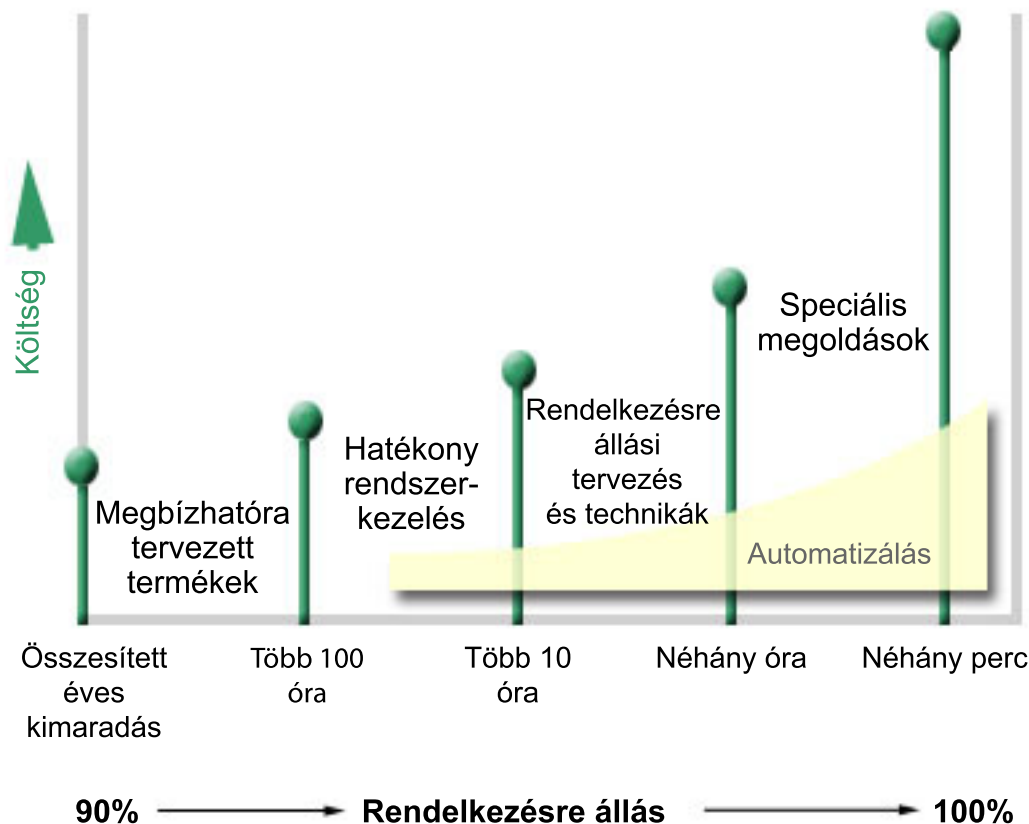 Költség
Speciális
megoldások
Rendelkezésre
állási
tervezés
és technikák
Hatékony
rendszer-
kezelés
Megbízhatóra
tervezett
termékek
Automatizálás
Összesített
éves
kimaradás
Több 100
óra
Több 10
óra
Néhány óra
Néhány perc
90% Rendelkezésre állás 100%